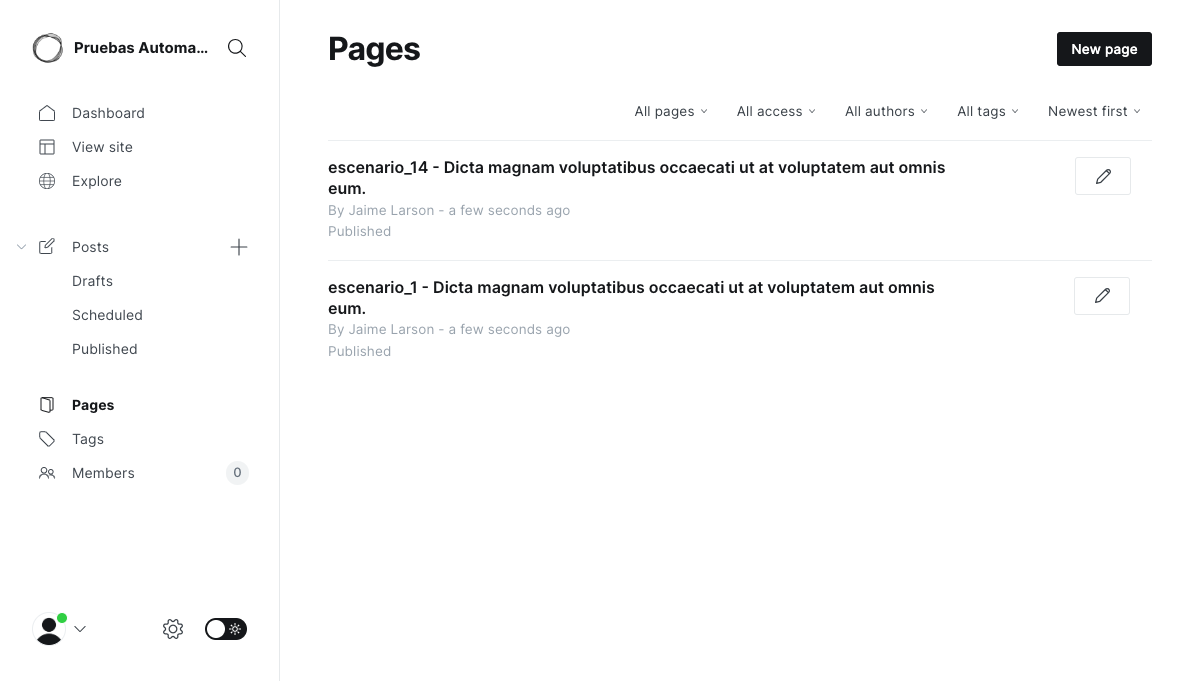 Pruebas Automa...
Dashboard
View site
Explore
Posts
Drafts
Scheduled
Published
Pages
Tags
Members
0
Pages
New page
All pages
All access
All authors
All tags
Newest first
escenario_14 - Dicta magnam voluptatibus occaecati ut at voluptatem aut omnis
eum.
By Jaime Larson - a few seconds ago
Published
escenario_1 - Dicta magnam voluptatibus occaecati ut at voluptatem aut omnis
eum.
By Jaime Larson - a few seconds ago
Published